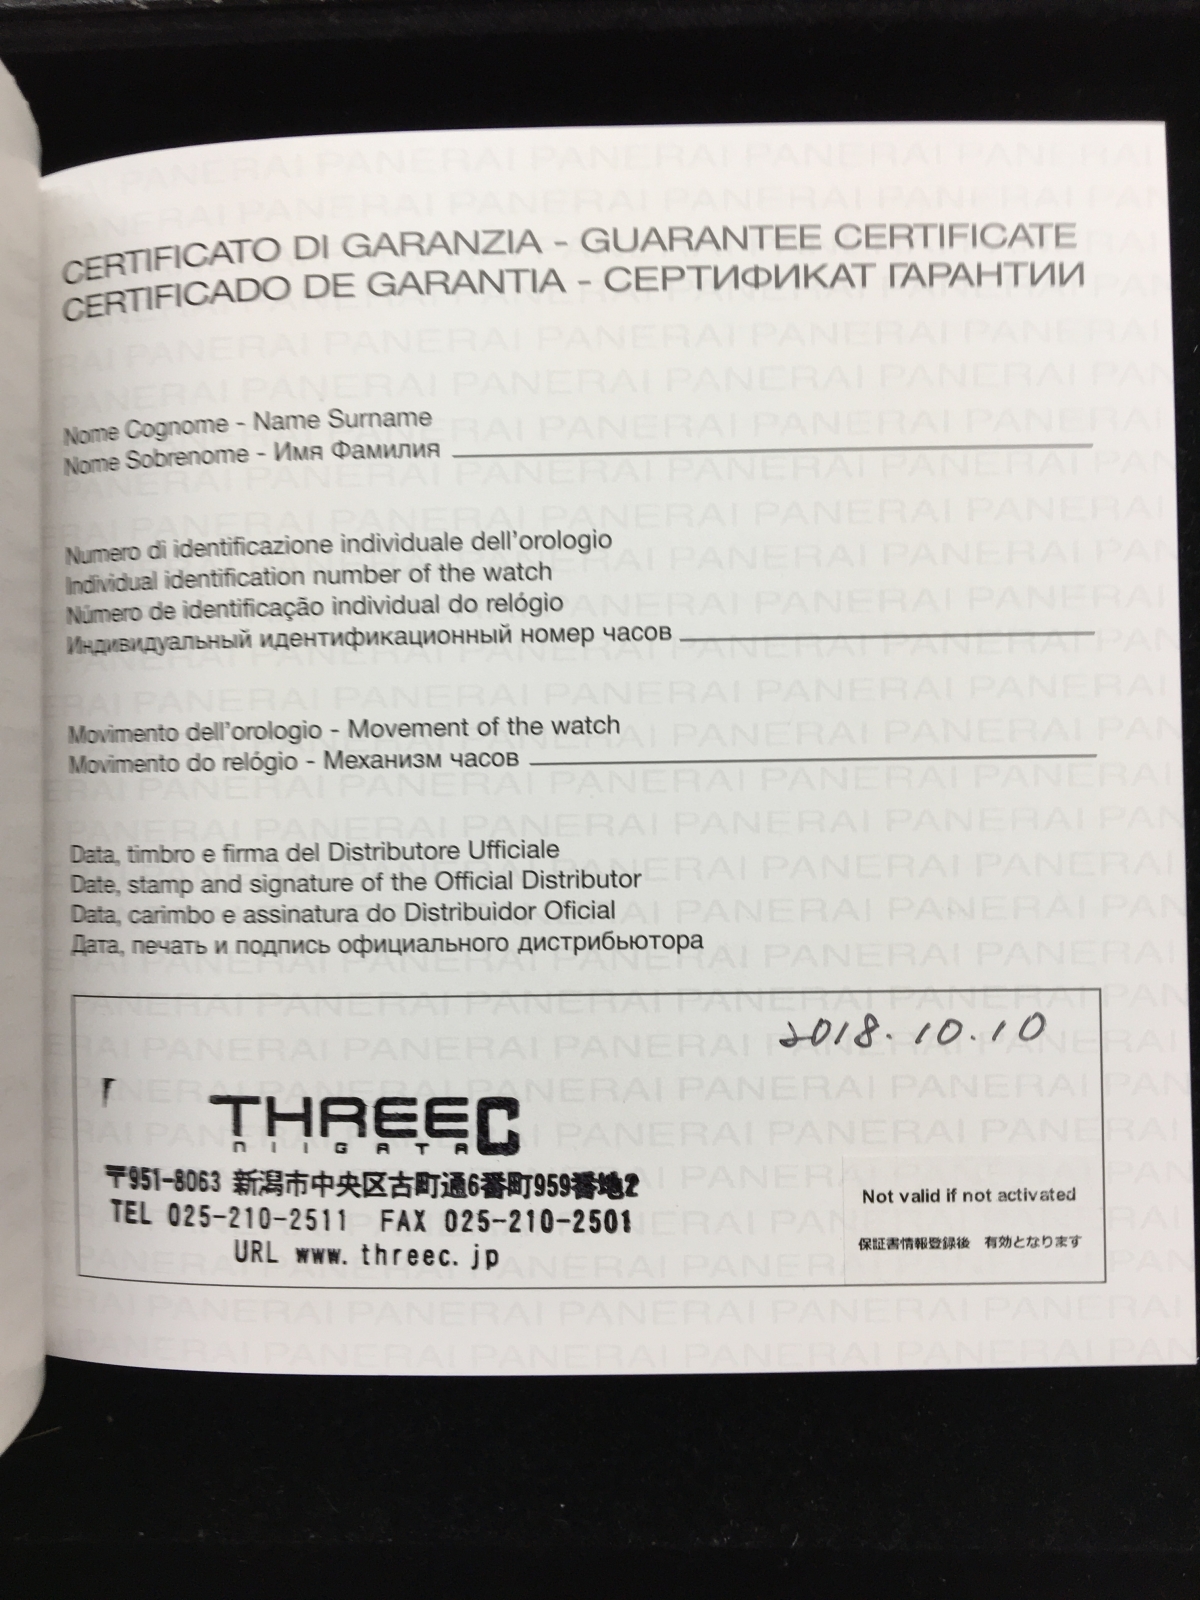 CERTIFICATO DI GARANZIA - GUARANTEE CERTIFICATE
CERTIFICADO DE GARANTIA - СЕРТИФИКАТ ГАРАНТИИ
Nome Cognome - Name Surname
Nome Sobrenome - Имя Фамилия
Numero di identificazione individuale dell'orologio
Individual identification number of the watch
Número de identificação individual do relógio
Индивидуальный идентификационный номер часов
Movimento dell'orologio - Movement of the watch
Movimento do relógio - Механизм часов
Data, timbro e firma del Distributore Ufficiale
Date, stamp and signature of the Official Distributor
Data, carimbo e assinatura do Distribuidor Oficial
Дата, печать и подпись официального дистрибьютора
2018.10.10
THREEC
NIIGATA
〒951-8063 新潟市中央区古町通6番町959番地2
TEL 025-210-2511 FAX 025-210-2501
URL www.threec.jp
Not valid if not activated
保証書情報登録後 有効となります